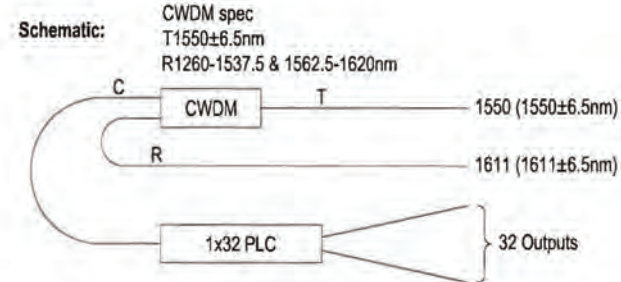 Schematic:
CWDM spec
T1550±6.5nm
R1260-1537.5 & 1562.5-1620nm
C
CWDM
T
1550 (1550±6.5nm)
R
1611 (1611±6.5nm)
1x32 PLC
32 Outputs